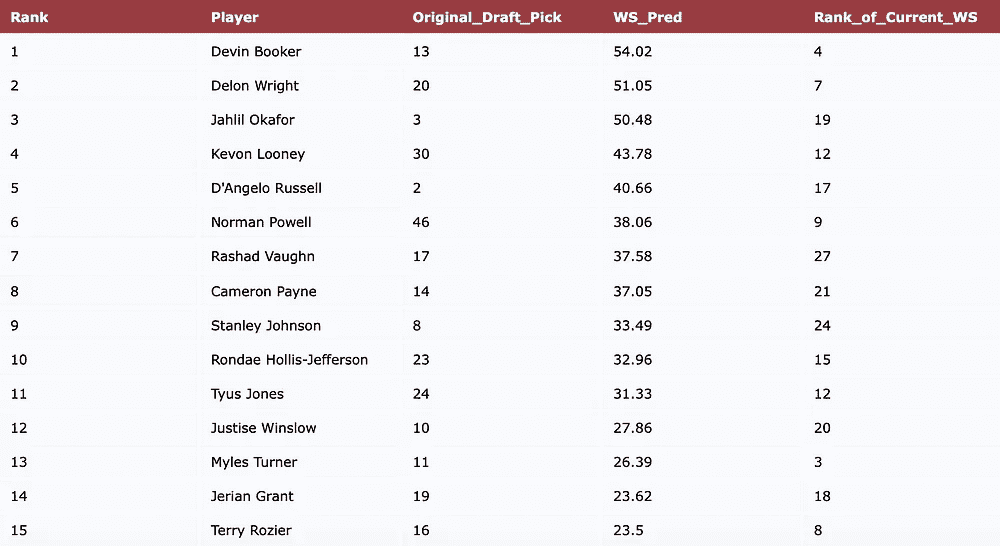 Rank Player Original_Draft_Pick WS_Pred Rank_of_Current_WS
1 Devin Booker 13 54.02 4
2 Delon Wright 20 51.05 7
3 Jahlil Okafor 3 50.48 19
4 Kevon Looney 30 43.78 12
5 D'Angelo Russell 2 40.66 17
6 Norman Powell 46 38.06 9
7 Rashad Vaughn 17 37.58 27
8 Cameron Payne 14 37.05 21
9 Stanley Johnson 8 33.49 24
10 Rondae Hollis-Jefferson 23 32.96 15
11 Tyus Jones 24 31.33 12
12 Justise Winslow 10 27.86 20
13 Myles Turner 11 26.39 3
14 Jerian Grant 19 23.62 18
15 Terry Rozier 16 23.5 8